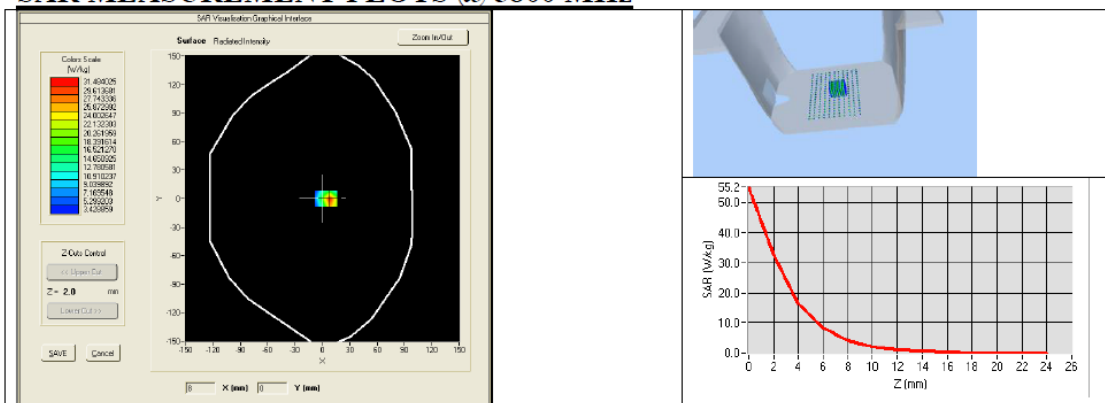 SAR MEASUREMENT PLOTS @ 5800 MHz
SAR Visualisation Graphical Interface
Surface Radiated Intensity
Zoom In/Out
Colors Scale
(W/kg)
31.484025
29.613681
27.743336
25.872992
24.002647
22.132303
20.261959
18.391614
16.521270
14.650925
12.780581
10.910237
9.039892
7.169548
5.299203
3.428859
Z-Cuts Control
<< Upper Cut
Z= 2.0 mm
Lower Cut >>
SAVE Cancel
150-
120-
90-
60-
30-
Y 0-
-30-
-60-
-90-
-120-
-150-
-150 -120 -90 -60 -30 0 30 60 90 120 150
X
8 X (mm) 0 Y (mm)
55.2-
50.0-
40.0-
30.0-
20.0-
10.0-
0.0-
SAR (W/kg)
0 2 4 6 8 10 12 14 16 18 20 22 24 26
Z (mm)